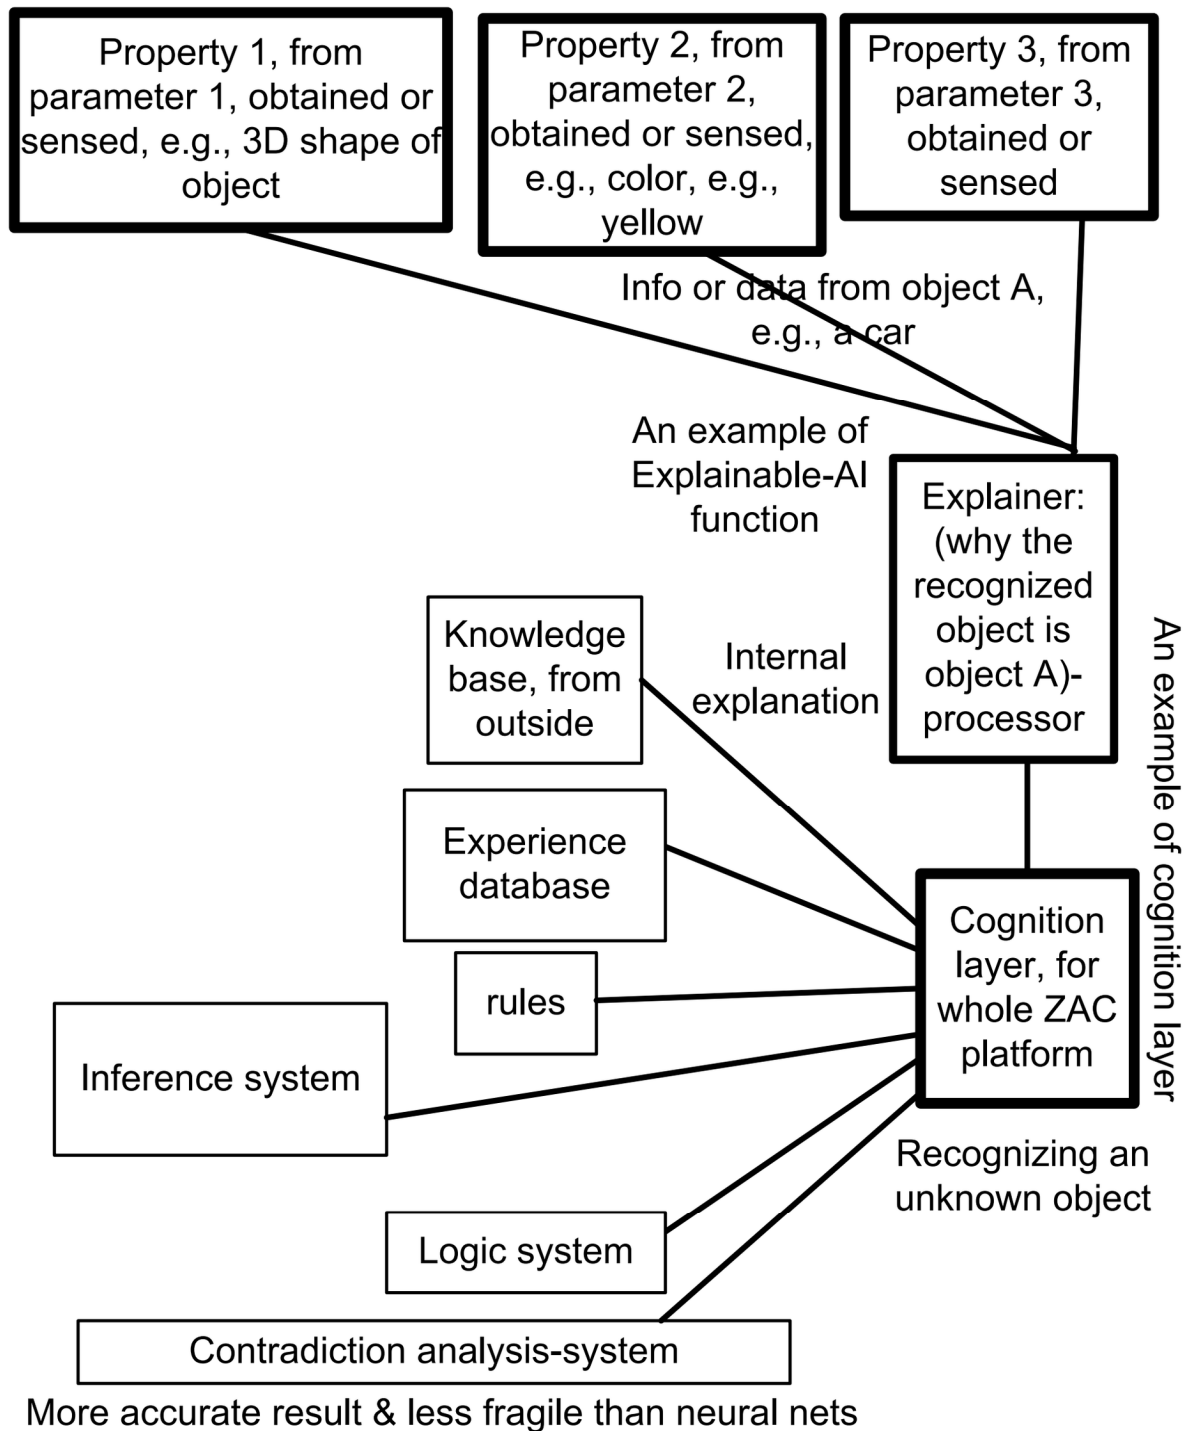 Property 1, from
parameter 1, obtained or
sensed, e.g., 3D shape of
object
Property 2, from
parameter 2,
obtained or sensed,
e.g., color, e.g.,
yellow
Property 3, from
parameter 3,
obtained or
sensed
Info or data from object A,
e.g., a car
An example of
Explainable-AI
function
Explainer:
(why the
recognized
object is
object A)-
processor
An example of cognition layer
Knowledge
base, from
outside
Internal
explanation
Experience
database
rules
Cognition
layer, for
whole ZAC
platform
Inference system
Recognizing an
unknown object
Logic system
Contradiction analysis-system
More accurate result & less fragile than neural nets